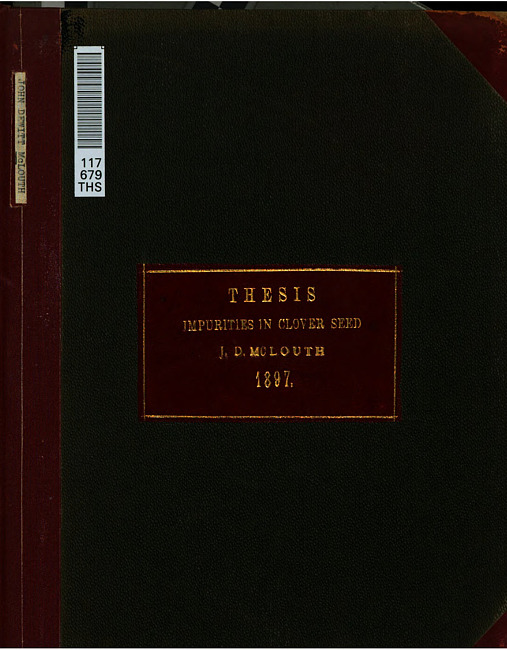 JOHN DEWITT McLOUTH
117
679
THS
THESIS
IMPURITIES IN CLOVER SEED
J. D. MCLOUTH
1897.